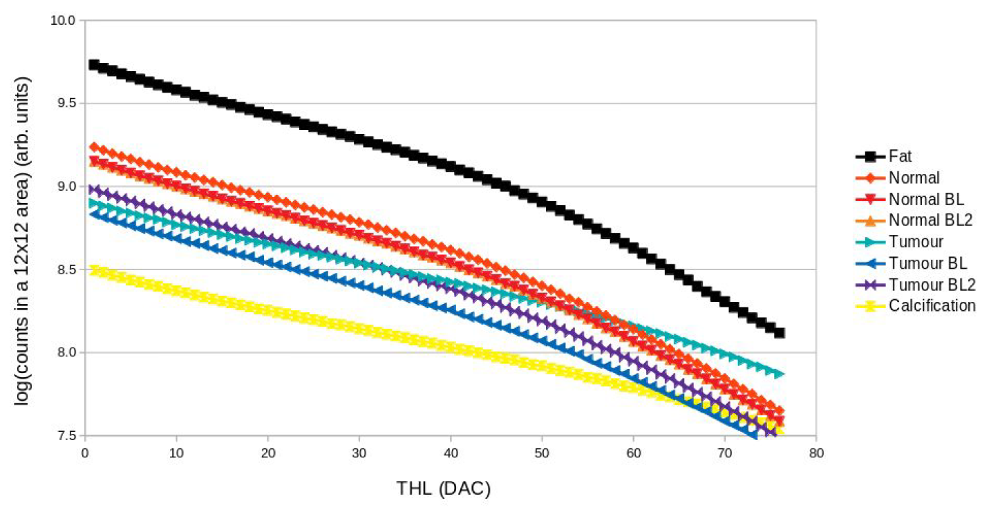 log(counts in a 12x12 area) (arb. units)
10.0
9.5
9.0
8.5
8.0
7.5
0 10 20 30 40 50 60 70 80
THL (DAC)
Fat
Normal
Normal BL
Normal BL2
Tumour
Tumour BL
Tumour BL2
Calcification